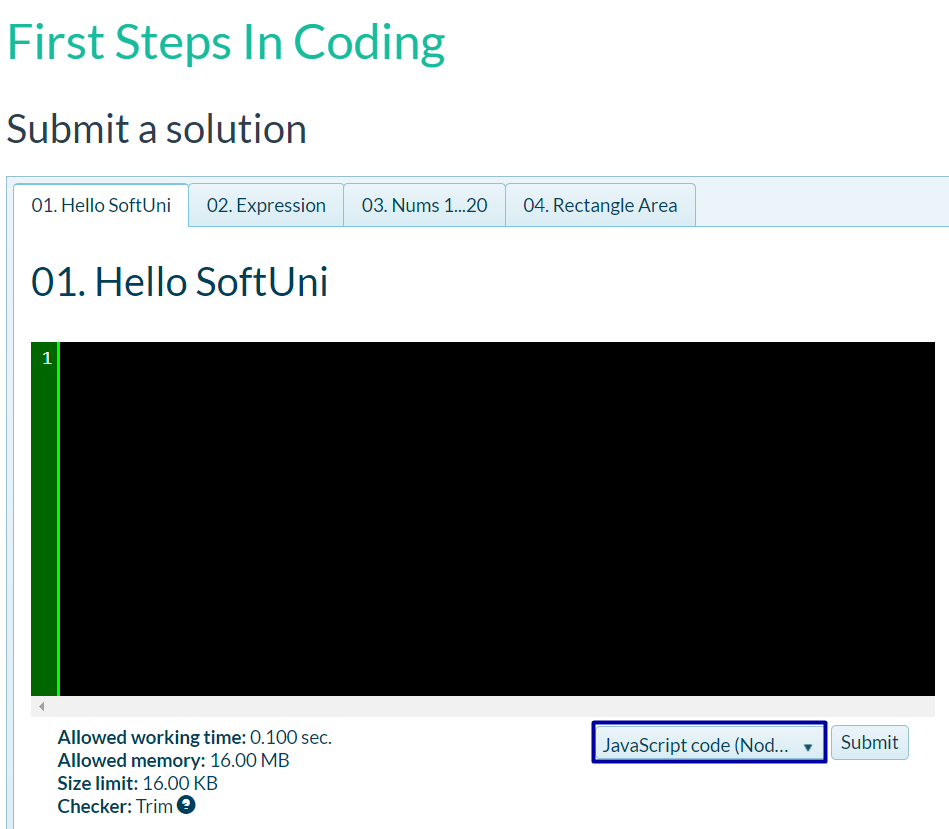 First Steps In Coding
Submit a solution
01. Hello SoftUni
02. Expression
03. Nums 1...20
04. Rectangle Area
01. Hello SoftUni
1
Allowed working time: 0.100 sec.
Allowed memory: 16.00 MB
Size limit: 16.00 KB
Checker: Trim ?
JavaScript code (Nod...
Submit